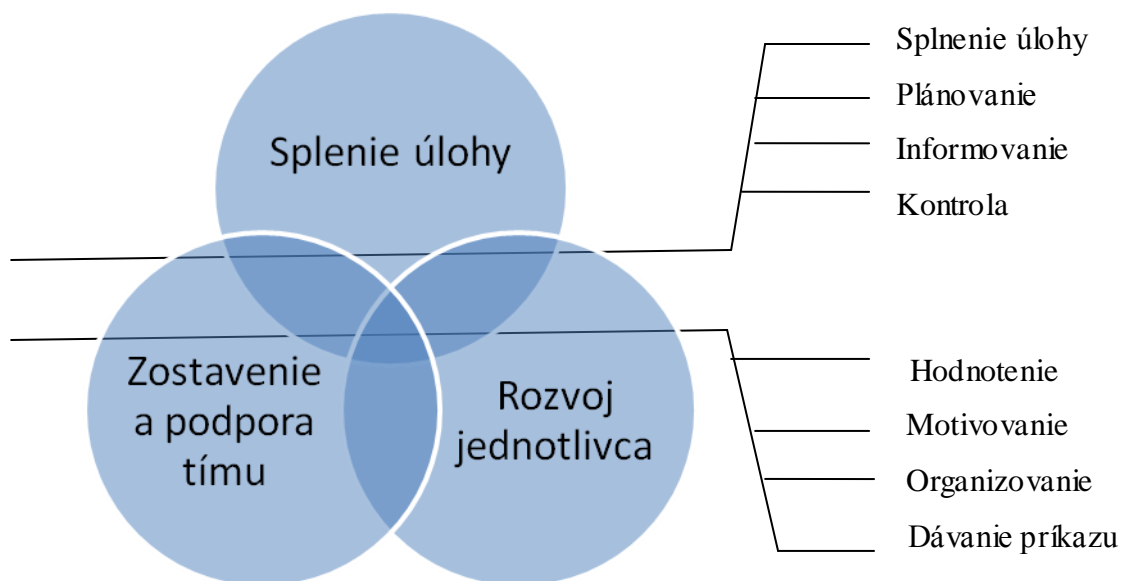 Splenie úlohy
Zostavenie
a podpora
tímu
Rozvoj
jednotlivca
Splnenie úlohy
Plánovanie
Informovanie
Kontrola
Hodnotenie
Motivovanie
Organizovanie
Dávanie príkazu